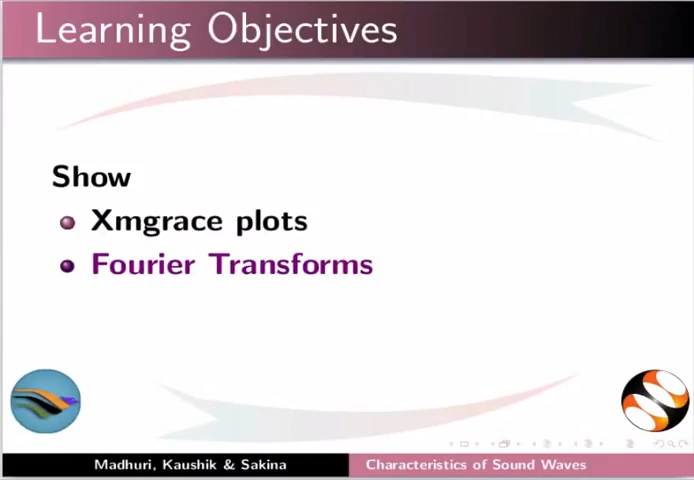 Learning Objectives
Show
Xmgrace plots
Fourier Transforms
Madhuri, Kaushik & Sakina
Characteristics of Sound Waves